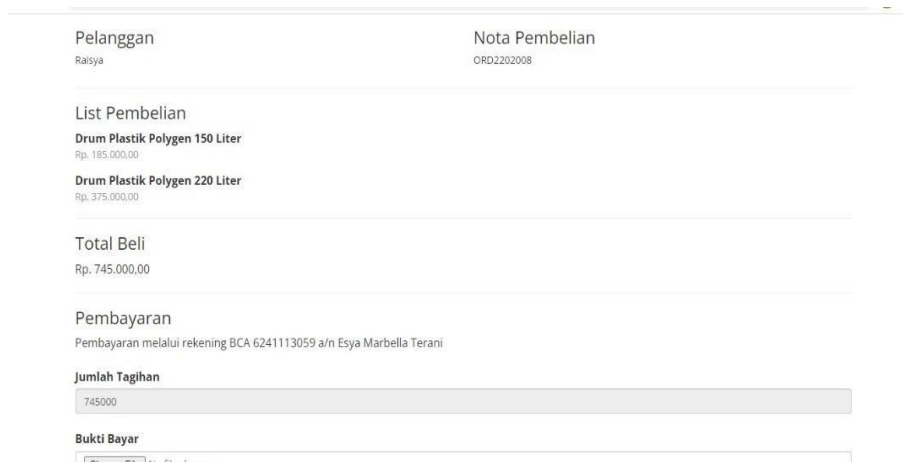 Pelanggan
Nota Pembelian
Raisya
ORD2202008
List Pembelian
Drum Plastik Polygen 150 Liter
Rp. 185.000,00
Drum Plastik Polygen 220 Liter
Rp. 375.000,00
Total Beli
Rp. 745.000,00
Pembayaran
Pembayaran melalui rekening BCA 6241113059 a/n Esya Marbella Terani
Jumlah Tagihan
745000
Bukti Bayar